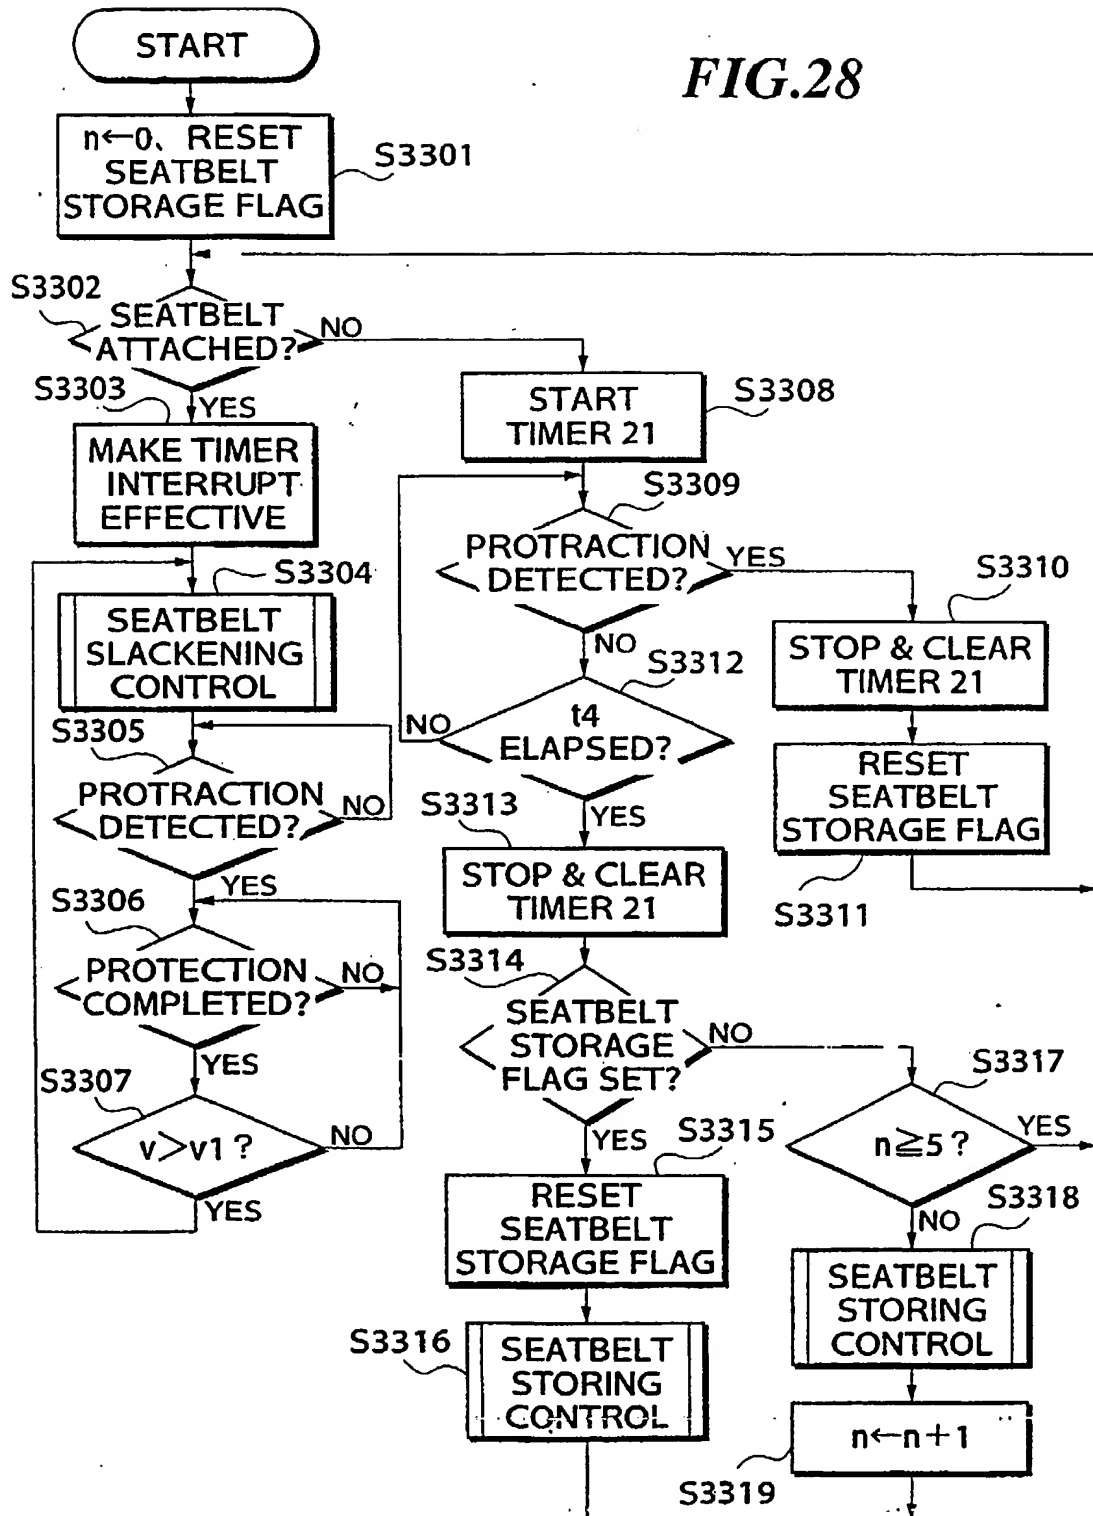 START
FIG.28
n←0、RESET
SEATBELT
STORAGE FLAG
S3301
S3302
SEATBELT
ATTACHED?
NO
YES
S3303
MAKE TIMER
INTERRUPT
EFFECTIVE
S3304
SEATBELT
SLACKENING
CONTROL
S3305
PROTRACTION
DETECTED?
NO
YES
S3306
PROTECTION
COMPLETED?
NO
YES
S3307
v>v1?
NO
YES
START
TIMER 21
S3308
S3309
PROTRACTION
DETECTED?
YES
NO
S3310
STOP & CLEAR
TIMER 21
RESET
SEATBELT
STORAGE FLAG
S3311
S3312
t4
ELAPSED?
NO
YES
S3313
STOP & CLEAR
TIMER 21
S3314
SEATBELT
STORAGE
FLAG SET?
NO
YES
S3315
RESET
SEATBELT
STORAGE FLAG
S3316
SEATBELT
STORING
CONTROL
S3317
n≧5?
YES
NO
S3318
SEATBELT
STORING
CONTROL
n←n+1
S3319